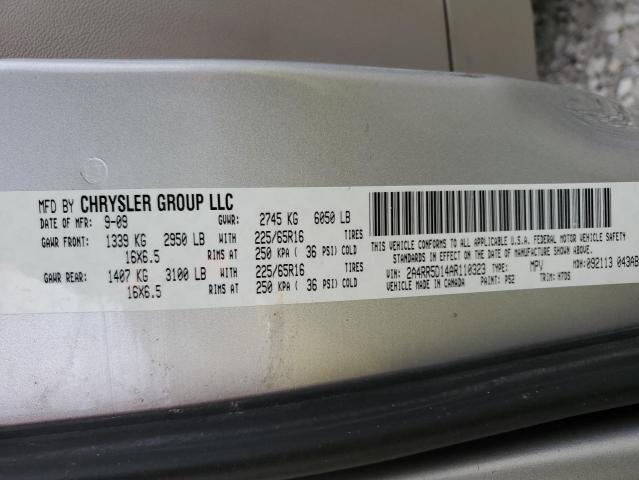 MFD BY CHRYSLER GROUP LLC
DATE OF MFR: 9-09 GVWR: 2745 KG 6050 LB
GAWR FRONT: 1339 KG 2950 LB WITH 225/65R16 TIRES
16X6.5 RIMS AT 250 KPA ( 36 PSI) COLD
GAWR REAR: 1407 KG 3100 LB WITH 225/65R16 TIRES
16X6.5 RIMS AT 250 KPA ( 36 PSI) COLD
THIS VEHICLE CONFORMS TO ALL APPLICABLE U.S.A. FEDERAL MOTOR VEHICLE SAFETY
STANDARDS IN EFFECT ON THE DATE OF MANUFACTURE SHOWN ABOVE.
VIN: 2A4RR5D14AR110323 TYPE: MPV MDH: 092113 043AB
VEHICLE MADE IN CANADA PAINT: PS2 TRIM: H7DS